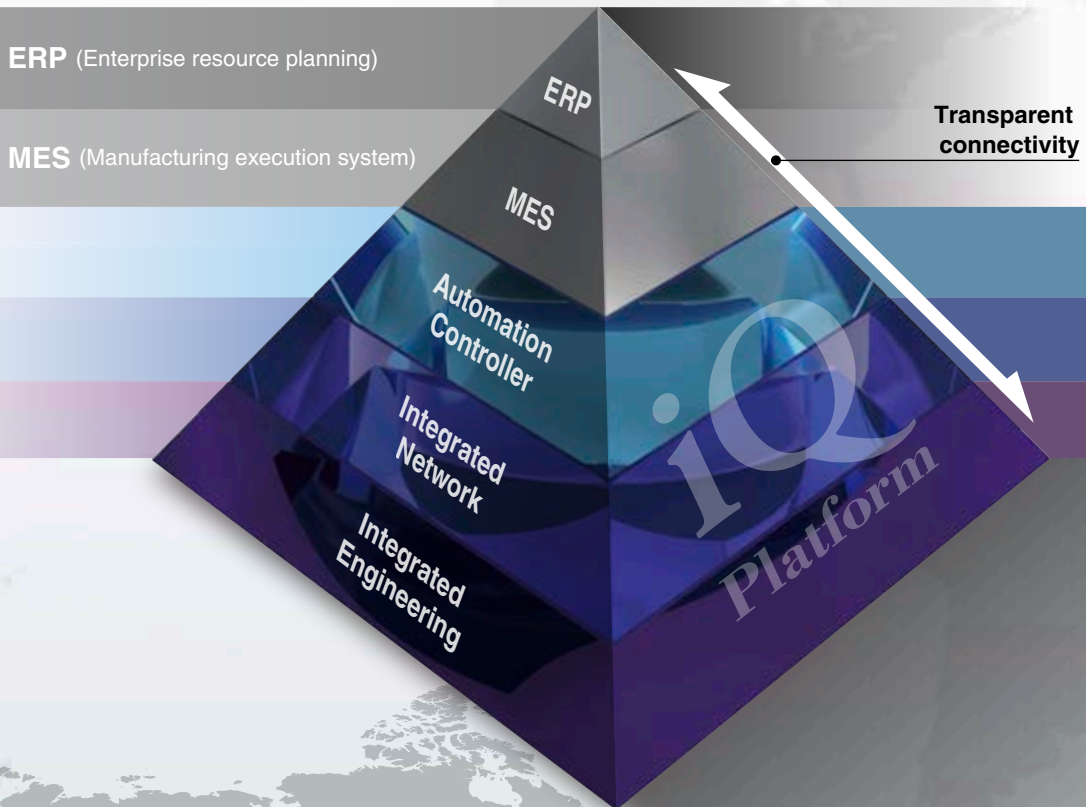 ERP (Enterprise resource planning)
ERP
Transparent
connectivity
MES (Manufacturing execution system)
MES
Automation
Controller
iQ
Platform
Integrated
Network
Integrated
Engineering